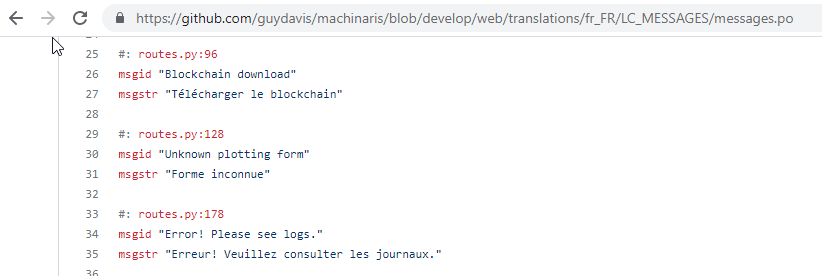 https://github.com/guydavis/machinaris/blob/develop/web/translations/fr_FR/LC_MESSAGES/messages.po
25 #: routes.py:96
26 msgid "Blockchain download"
27 msgstr "Télécharger le blockchain"
28
29 #: routes.py:128
30 msgid "Unknown plotting form"
31 msgstr "Forme inconnue"
32
33 #: routes.py:178
34 msgid "Error! Please see logs."
35 msgstr "Erreur! Veuillez consulter les journaux."
36